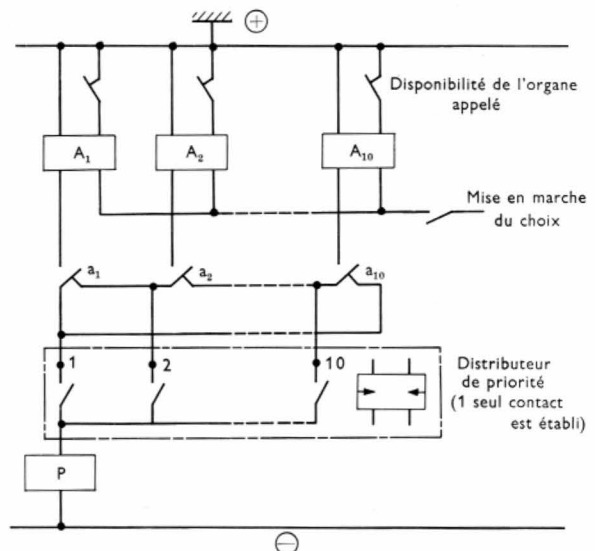 +
Disponibilité de l'organe
appelé
A₁
A₂
A₁₀
Mise en marche
du choix
a₁
a₂
a₁₀
1
2
10
Distributeur
de priorité
(1 seul contact
est établi)
P
−